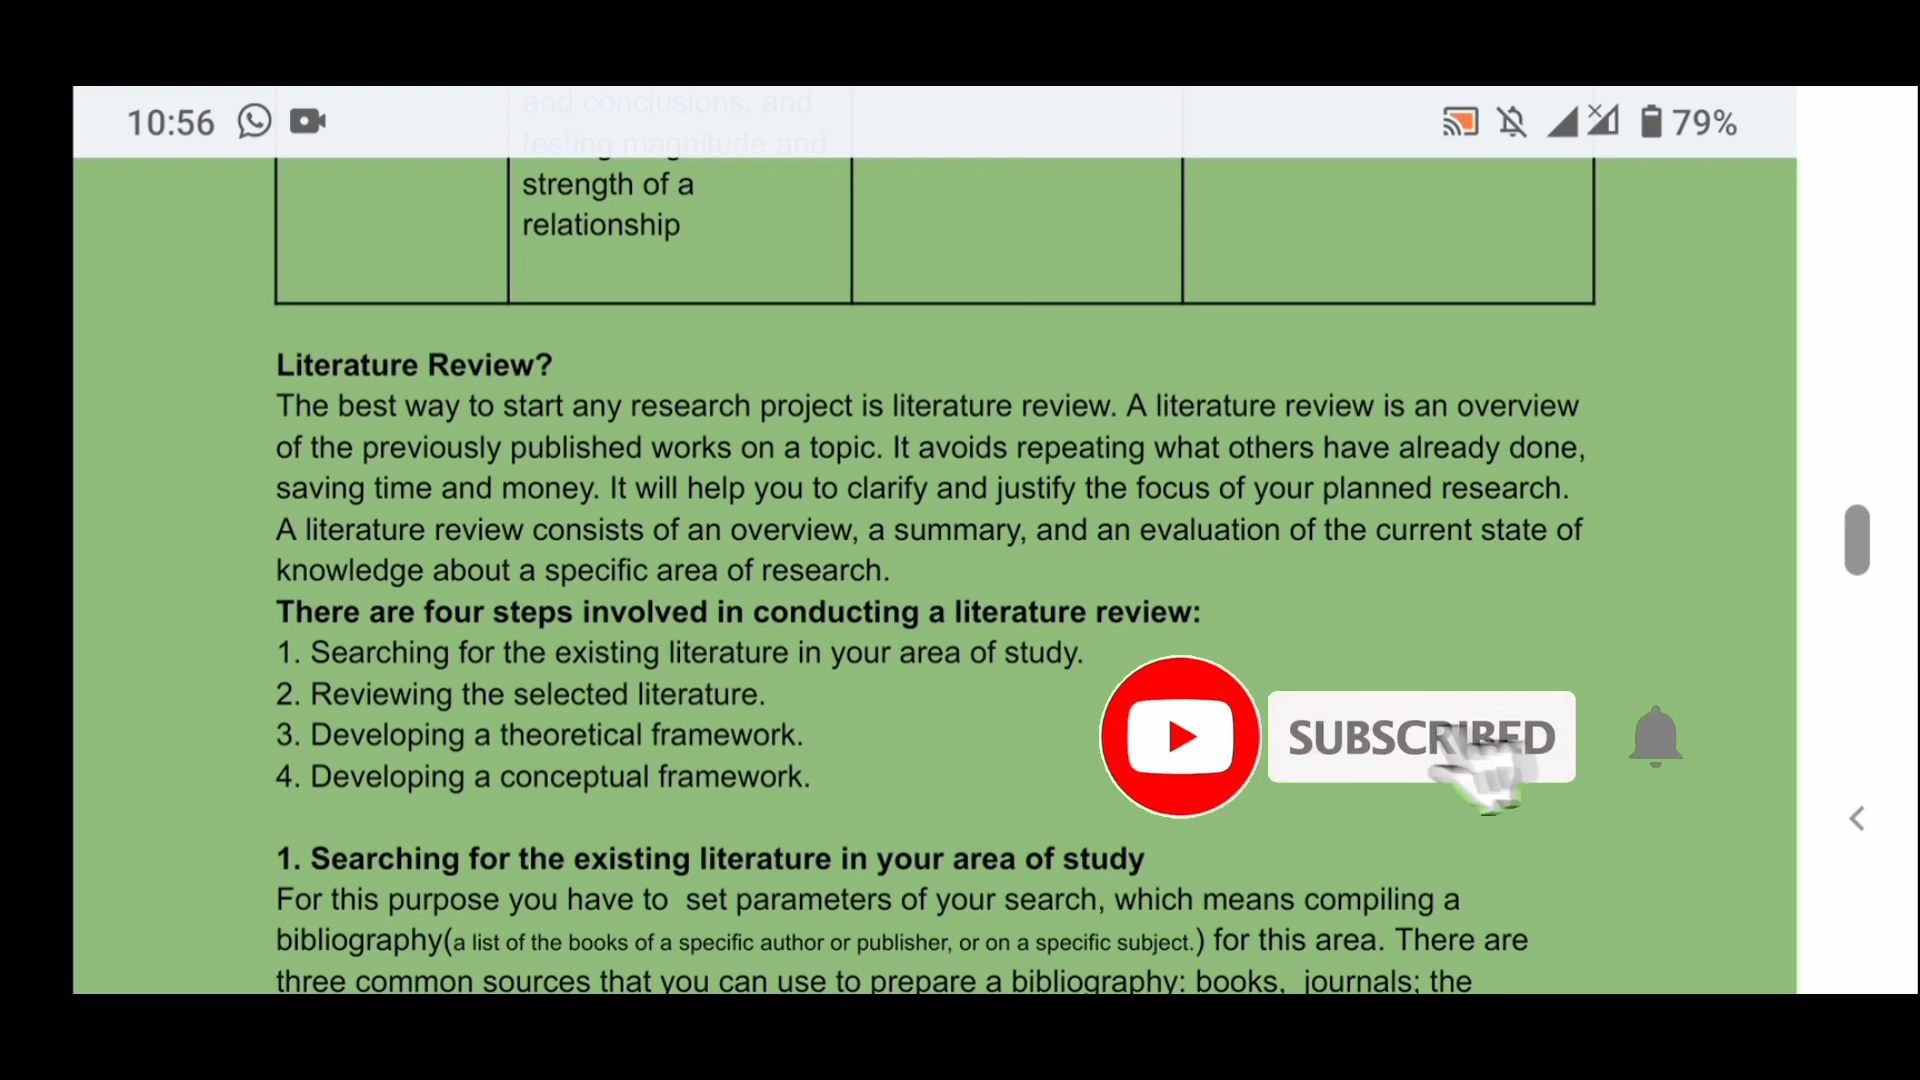 10:56
79%
and conclusions, and
testing magnitude and
strength of a
relationship
Literature Review?
The best way to start any research project is literature review. A literature review is an overview
of the previously published works on a topic. It avoids repeating what others have already done,
saving time and money. It will help you to clarify and justify the focus of your planned research.
A literature review consists of an overview, a summary, and an evaluation of the current state of
knowledge about a specific area of research.
There are four steps involved in conducting a literature review:
1. Searching for the existing literature in your area of study.
2. Reviewing the selected literature.
3. Developing a theoretical framework.
4. Developing a conceptual framework.
SUBSCRIBED
1. Searching for the existing literature in your area of study
For this purpose you have to  set parameters of your search, which means compiling a
bibliography(a list of the books of a specific author or publisher, or on a specific subject.) for this area. There are
three common sources that you can use to prepare a bibliography: books,  journals; the